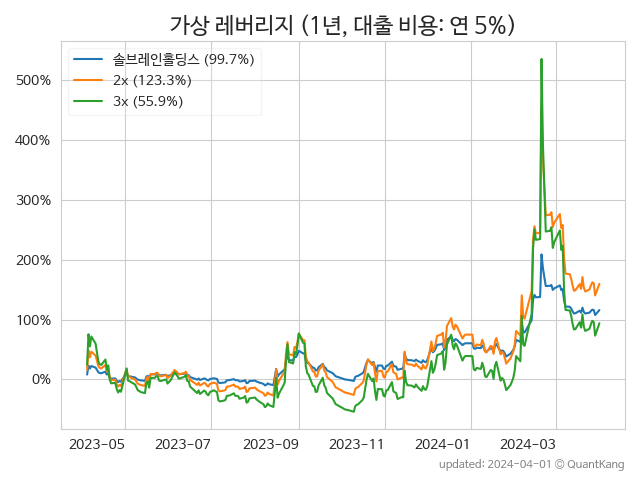 가상 레버리지 (1년, 대출 비용: 연 5%)
솔브레인홀딩스 (99.7%)
2x (123.3%)
3x (55.9%)
500%
400%
300%
200%
100%
0%
2023-05 2023-07 2023-09 2023-11 2024-01 2024-03
updated: 2024-04-01 © QuantKang